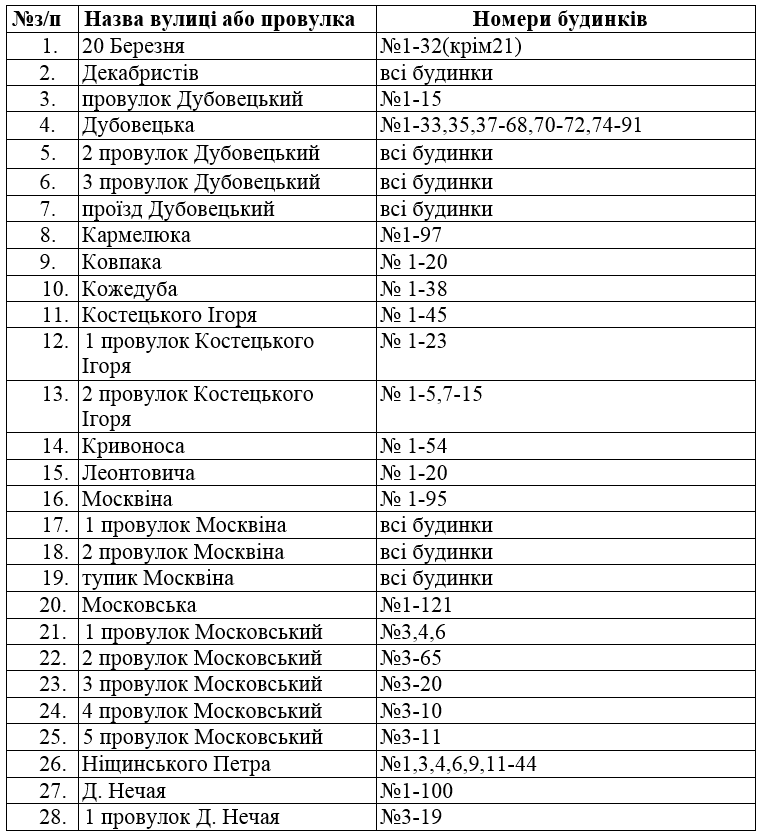 №з/п Назва вулиці або провулка Номери будинків
1. 20 Березня №1-32(крім21)
2. Декабристів всі будинки
3. провулок Дубовецький №1-15
4. Дубовецька №1-33,35,37-68,70-72,74-91
5. 2 провулок Дубовецький всі будинки
6. 3 провулок Дубовецький всі будинки
7. проїзд Дубовецький всі будинки
8. Кармелюка №1-97
9. Ковпака № 1-20
10. Кожедуба № 1-38
11. Костецького Ігоря № 1-45
12. 1 провулок Костецького № 1-23
Ігоря
13. 2 провулок Костецького № 1-5,7-15
Ігоря
14. Кривоноса № 1-54
15. Леонтовича № 1-20
16. Москвіна № 1-95
17. 1 провулок Москвіна всі будинки
18. 2 провулок Москвіна всі будинки
19. тупик Москвіна всі будинки
20. Московська №1-121
21. 1 провулок Московський №3,4,6
22. 2 провулок Московський №3-65
23. 3 провулок Московський №3-20
24. 4 провулок Московський №3-10
25. 5 провулок Московський №3-11
26. Ніщинського Петра №1,3,4,6,9,11-44
27. Д. Нечая №1-100
28. 1 провулок Д. Нечая №3-19